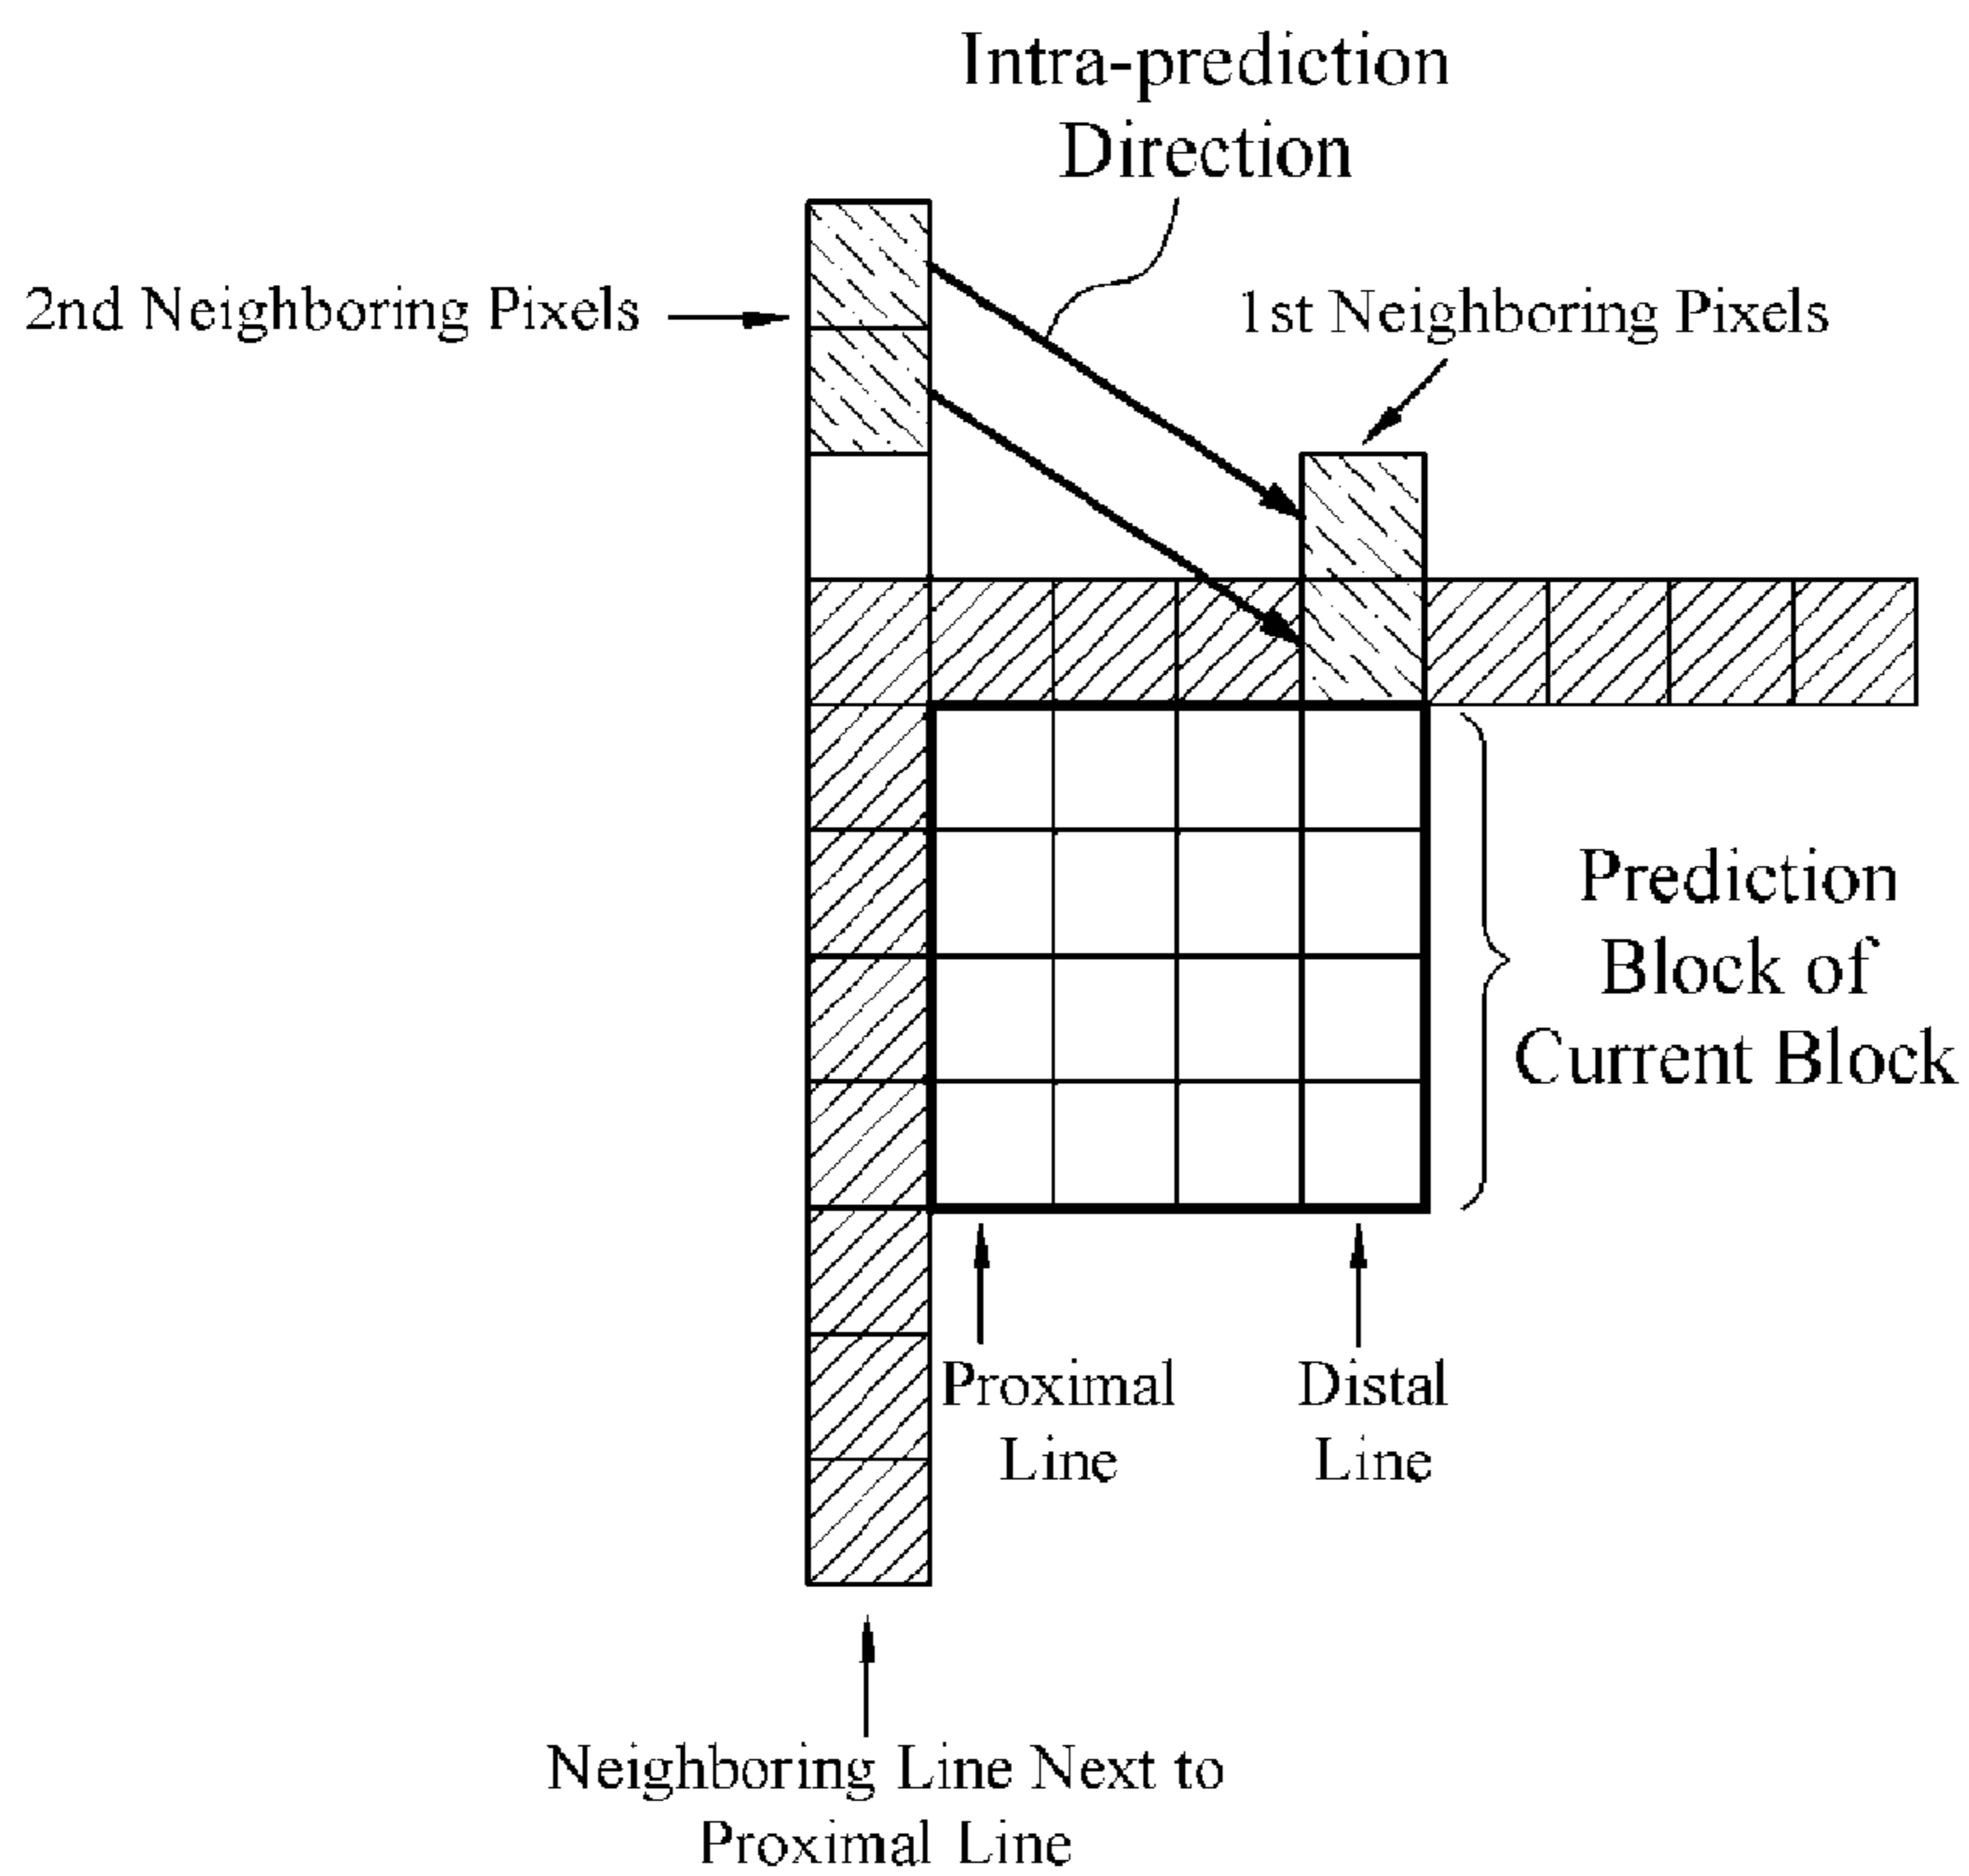 Intra-prediction
Direction
2nd Neighboring Pixels
1st Neighboring Pixels
Prediction
Block of
Current Block
Proximal
Line
Distal
Line
Neighboring Line Next to
Proximal Line